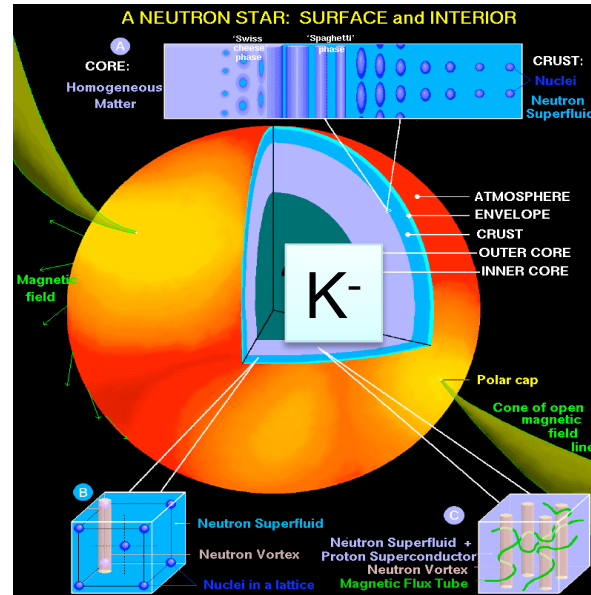 A NEUTRON STAR: SURFACE and INTERIOR
'Swiss
cheese
phase
'Spaghetti'
phase
A
CORE:
Homogeneous
Matter
CRUST:
Nuclei
Neutron
Superfluid
ATMOSPHERE
ENVELOPE
CRUST
OUTER CORE
INNER CORE
K-
Magnetic
field
Polar cap
Cone of open
magnetic
field
line
B
Neutron Superfluid
Neutron Vortex
Nuclei in a lattice
C
Neutron Superfluid +
Proton Superconductor
Neutron Vortex
Magnetic Flux Tube